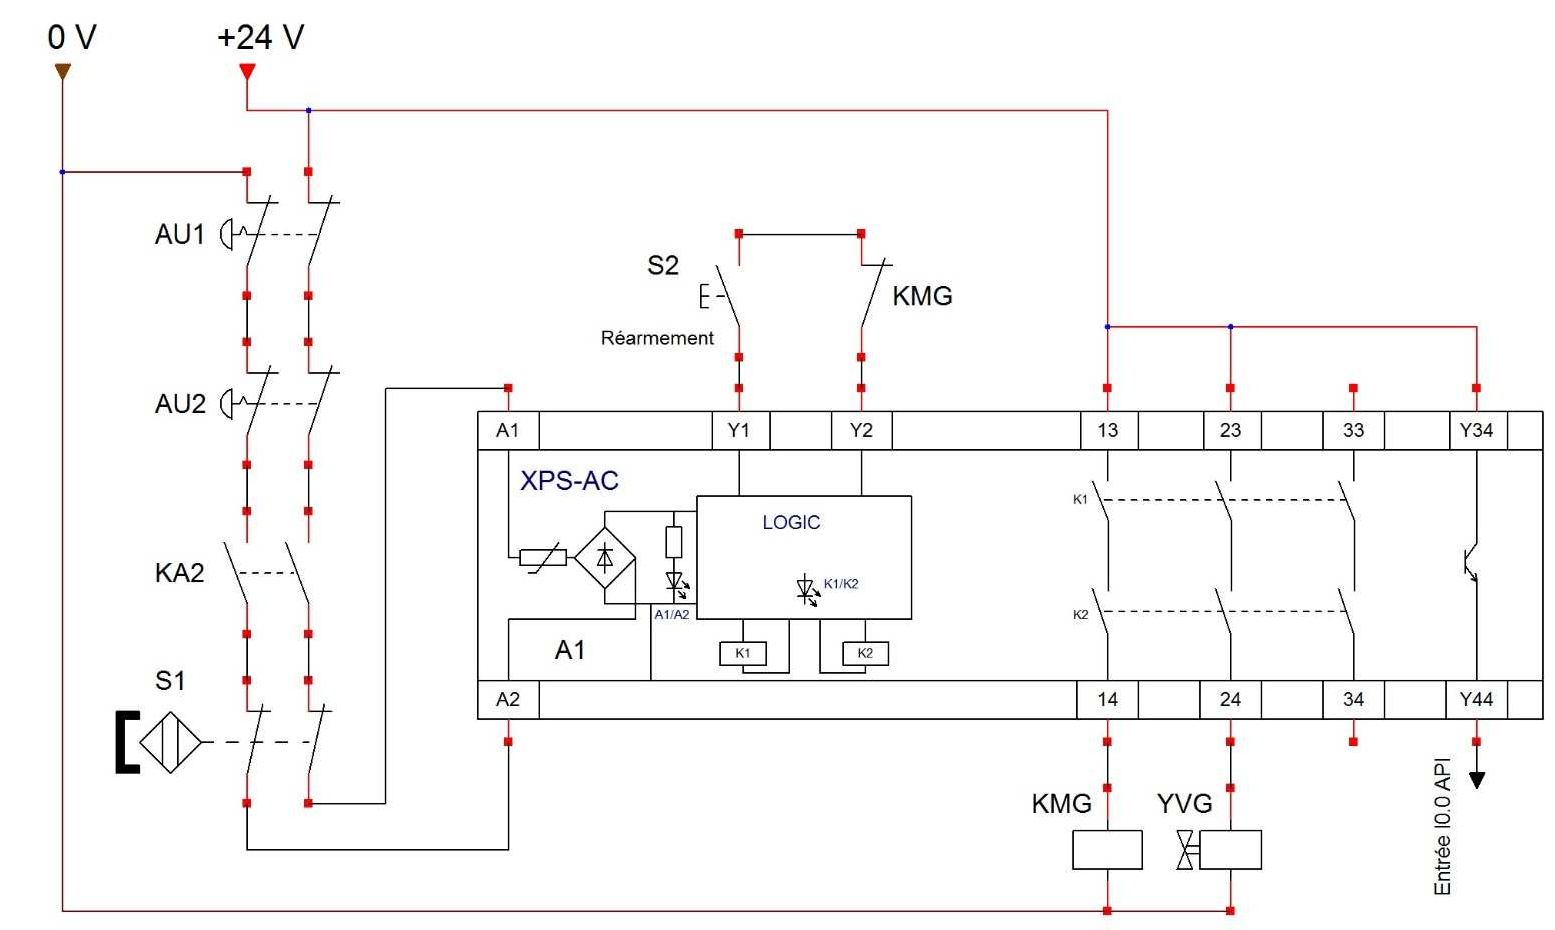 0 V
+24 V
AU1
S2
KMG
Réarmement
AU2
A1
Y1
Y2
13
23
33
Y34
XPS-AC
K1
LOGIC
KA2
K1/K2
A1/A2
K2
A1
K1
K2
S1
A2
14
24
34
Y44
KMG
YVG
Entrée I0.0 API